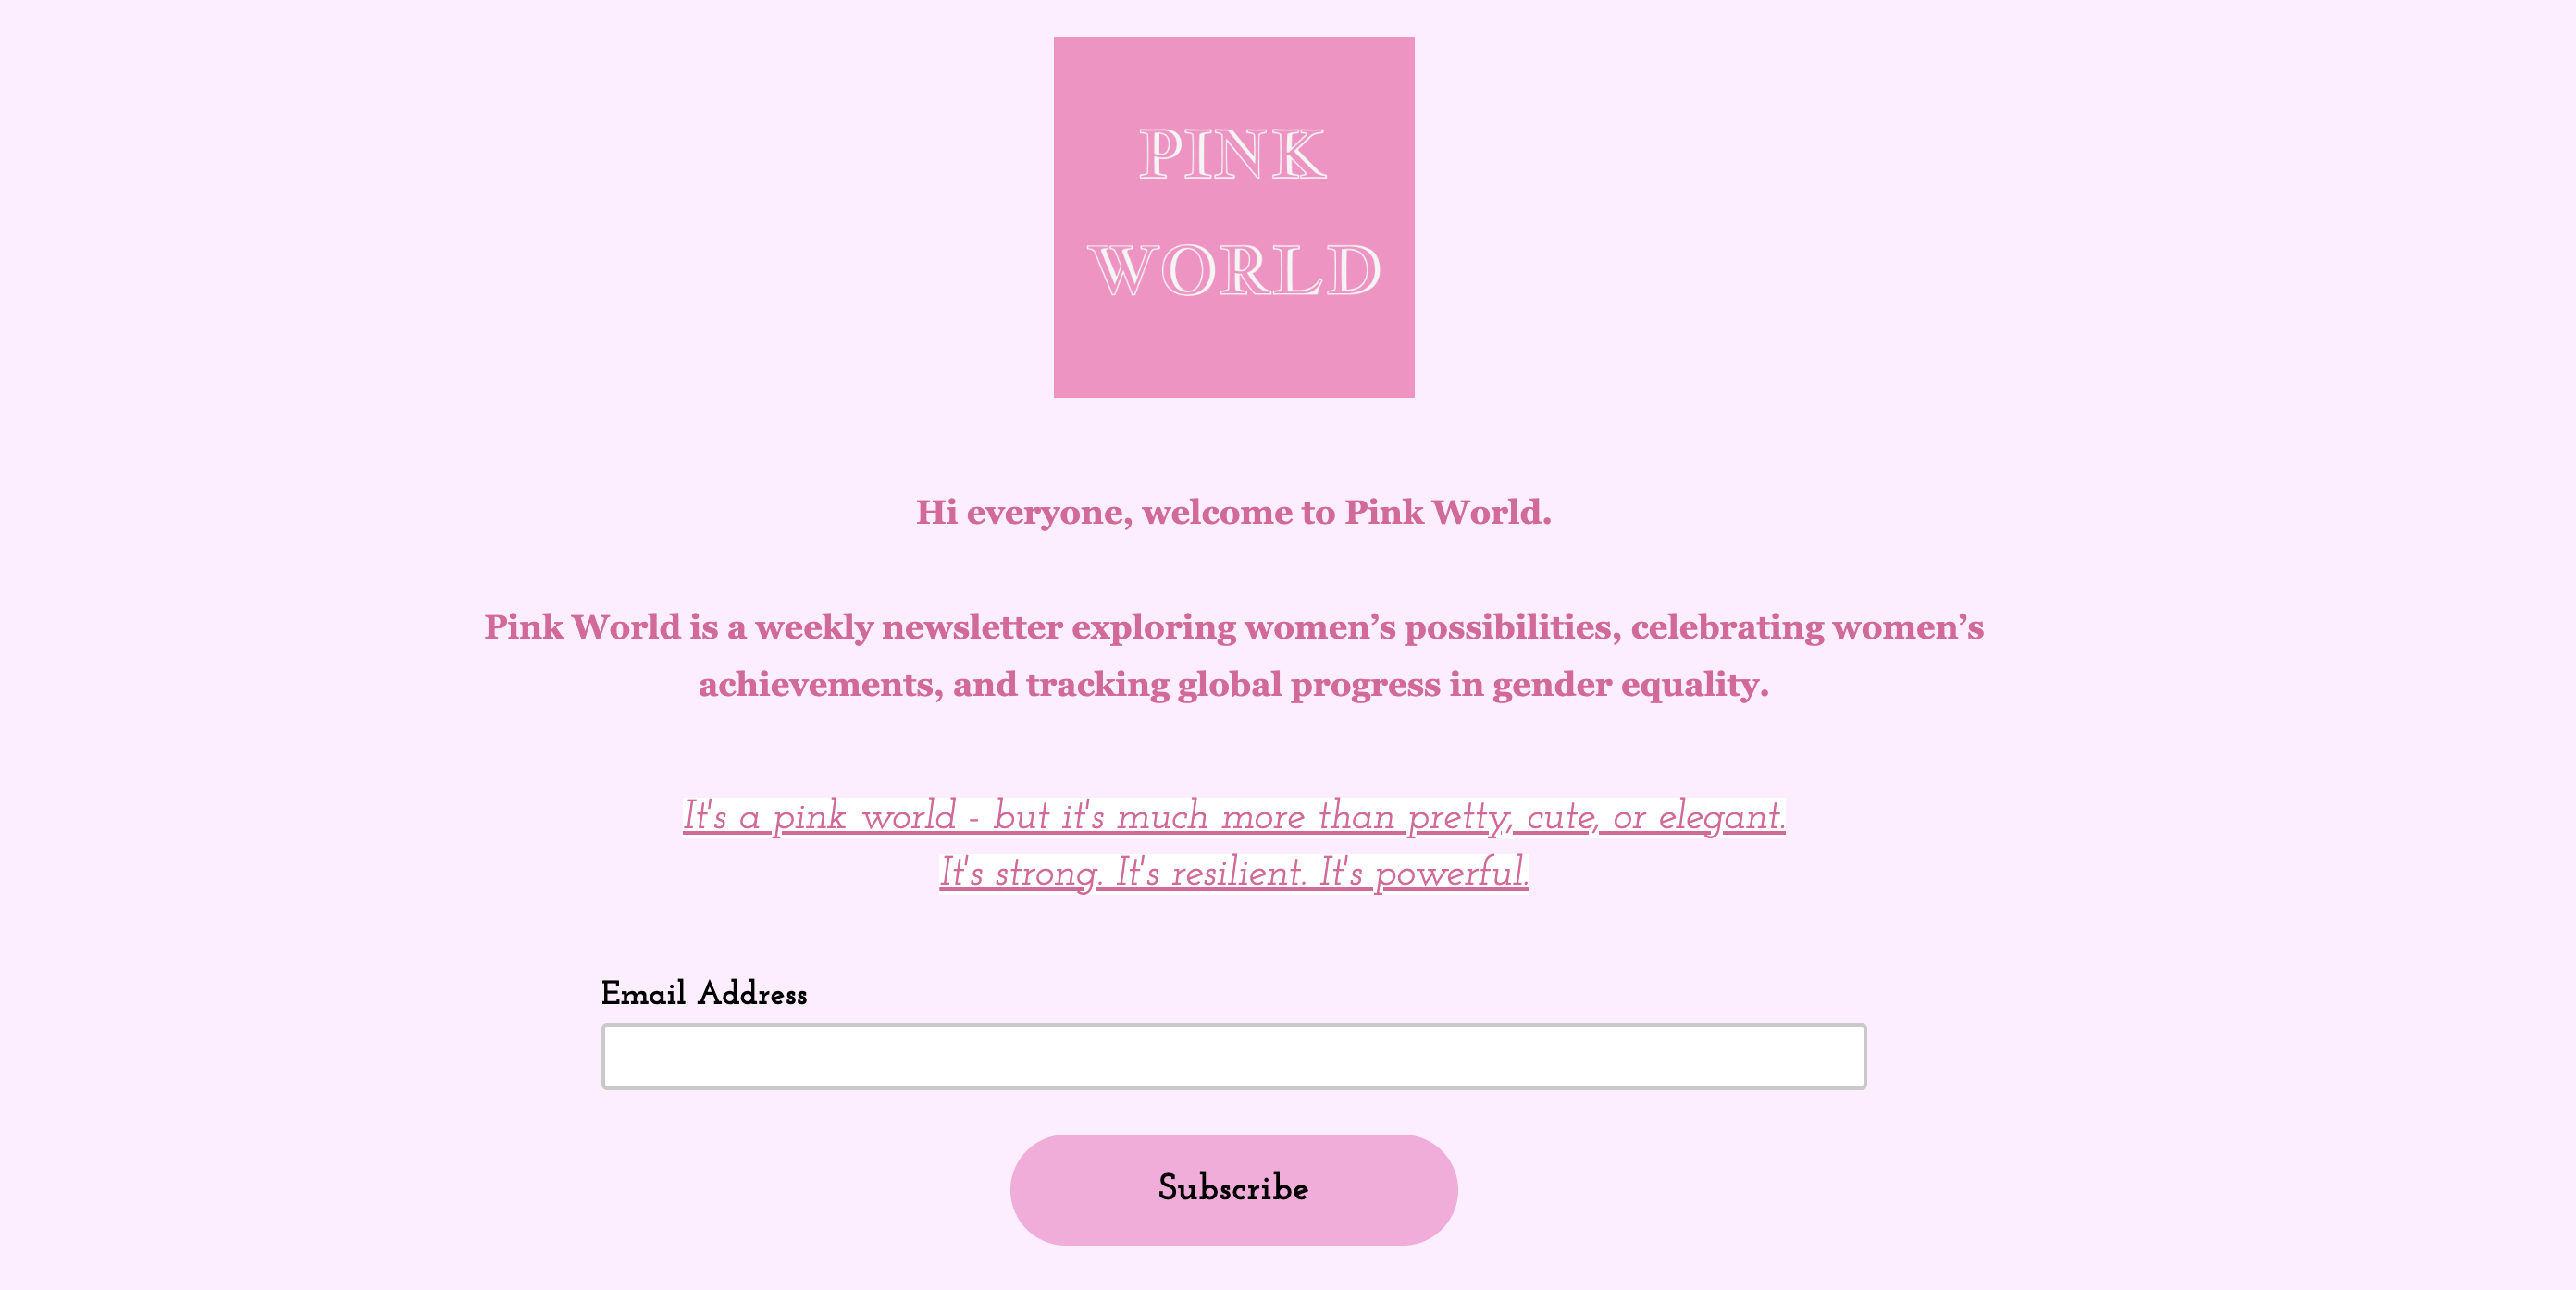 PINK
WORLD
Hi everyone, welcome to Pink World.
Pink World is a weekly newsletter exploring women’s possibilities, celebrating women’s
achievements, and tracking global progress in gender equality.
It's a pink world - but it's much more than pretty, cute, or elegant.
It's strong. It's resilient. It's powerful.
Email Address
Subscribe